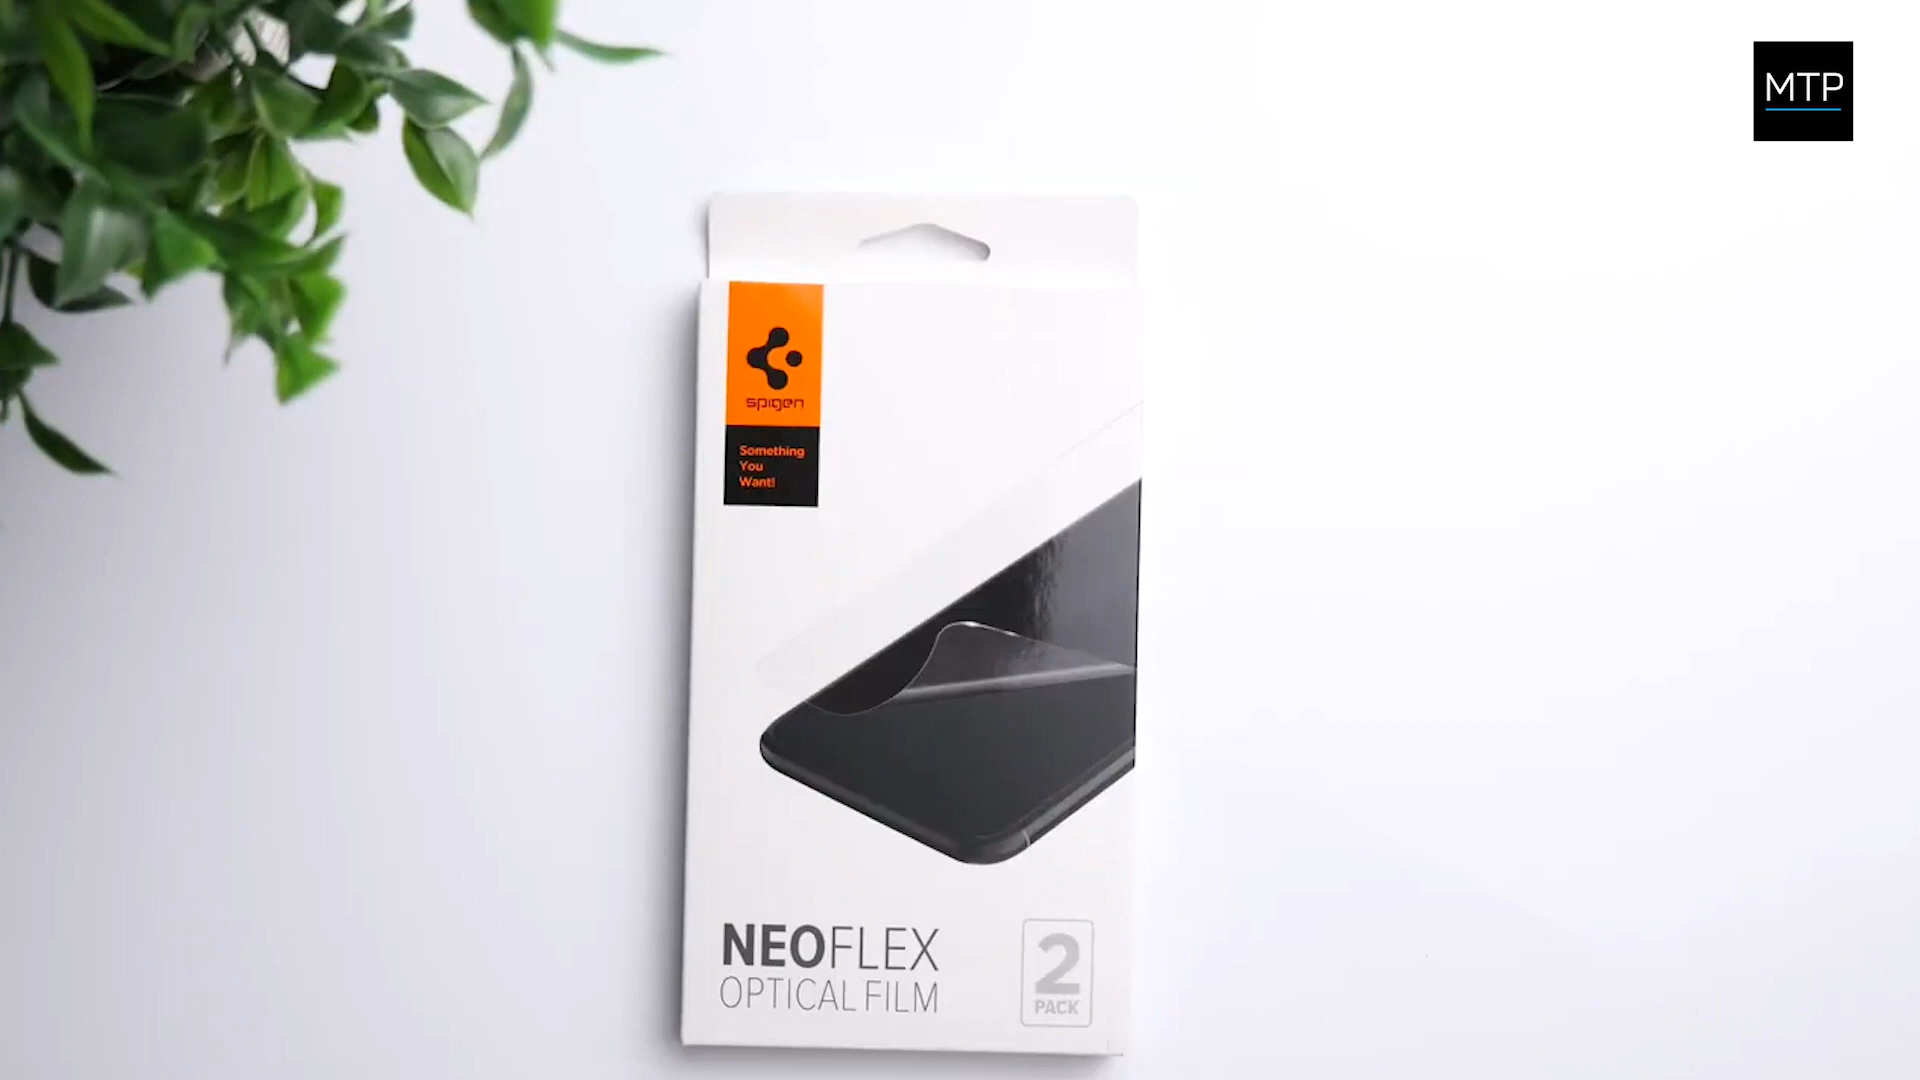 MTP
spigen
Something
You
Want!
NEOFLEX
OPTICAL FILM
2
PACK